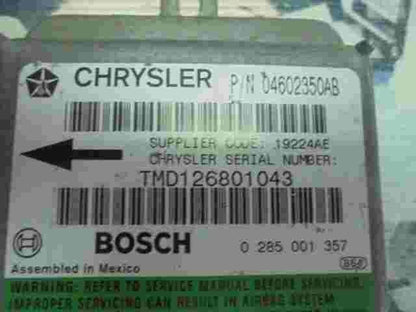 CHRYSLER P/N 04602350AB
SUPPLIER CODE: 19224AE
CHRYSLER SERIAL NUMBER:
TMD126801043
BOSCH 0 285 001 357
Assembled in Mexico
WARNING: REFER TO SERVICE MANUAL BEFORE SERVICING.
IMPROPER SERVICING CAN RESULT IN AIRBAG SYSTEM